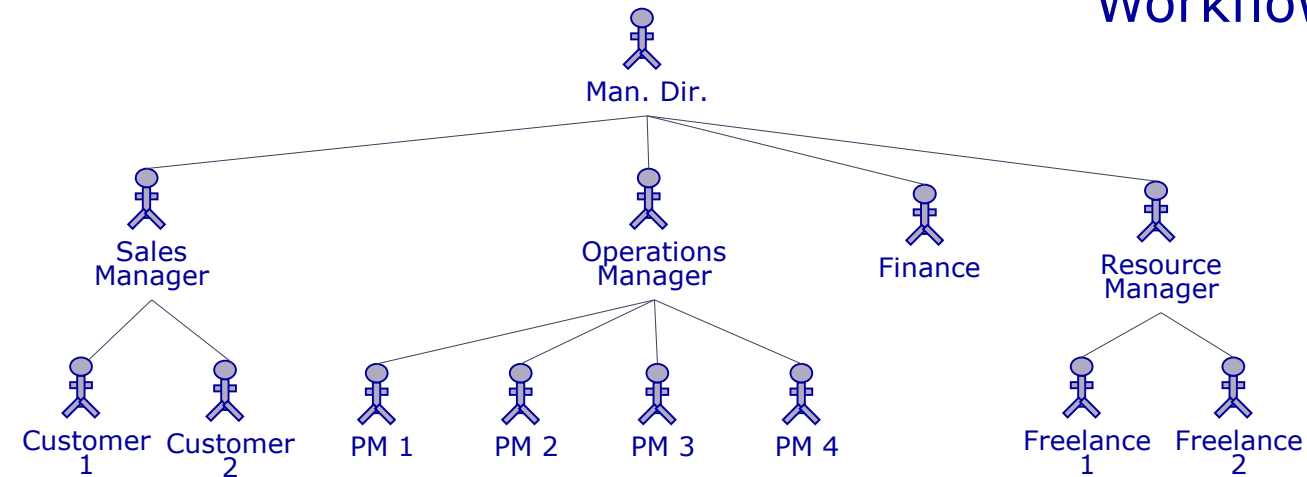 Workflow
Man. Dir.
Sales
Manager
Operations
Manager
Finance
Resource
Manager
Customer
1
Customer
2
PM 1
PM 2
PM 3
PM 4
Freelance
1
Freelance
2